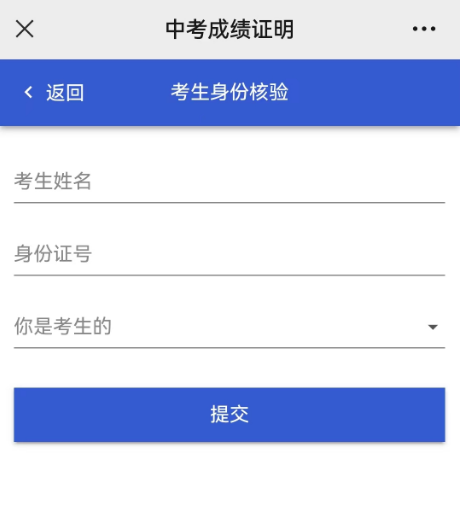 中考成绩证明
返回 考生身份核验
考生姓名
身份证号
你是考生的
提交